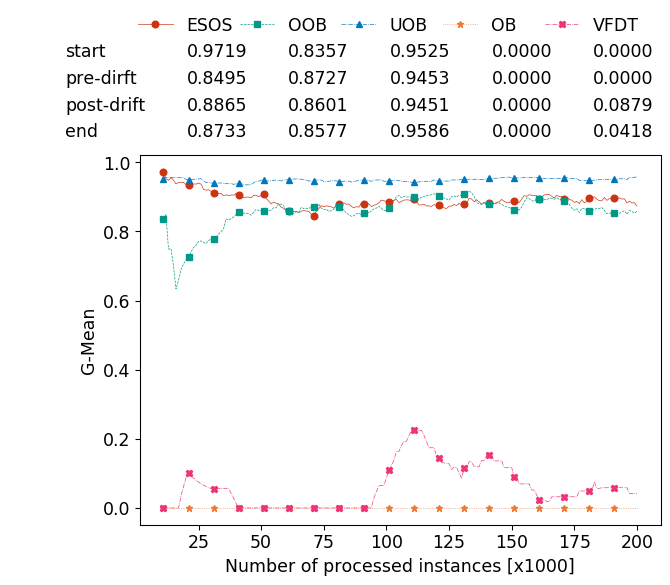 ESOS OOB UOB OB VFDT
start 0.9719 0.8357 0.9525 0.0000 0.0000
pre-dirft 0.8495 0.8727 0.9453 0.0000 0.0000
post-drift 0.8865 0.8601 0.9451 0.0000 0.0879
end 0.8733 0.8577 0.9586 0.0000 0.0418
1.0
0.8
0.6
0.4
0.2
0.0
G-Mean
25 50 75 100 125 150 175 200
Number of processed instances [x1000]